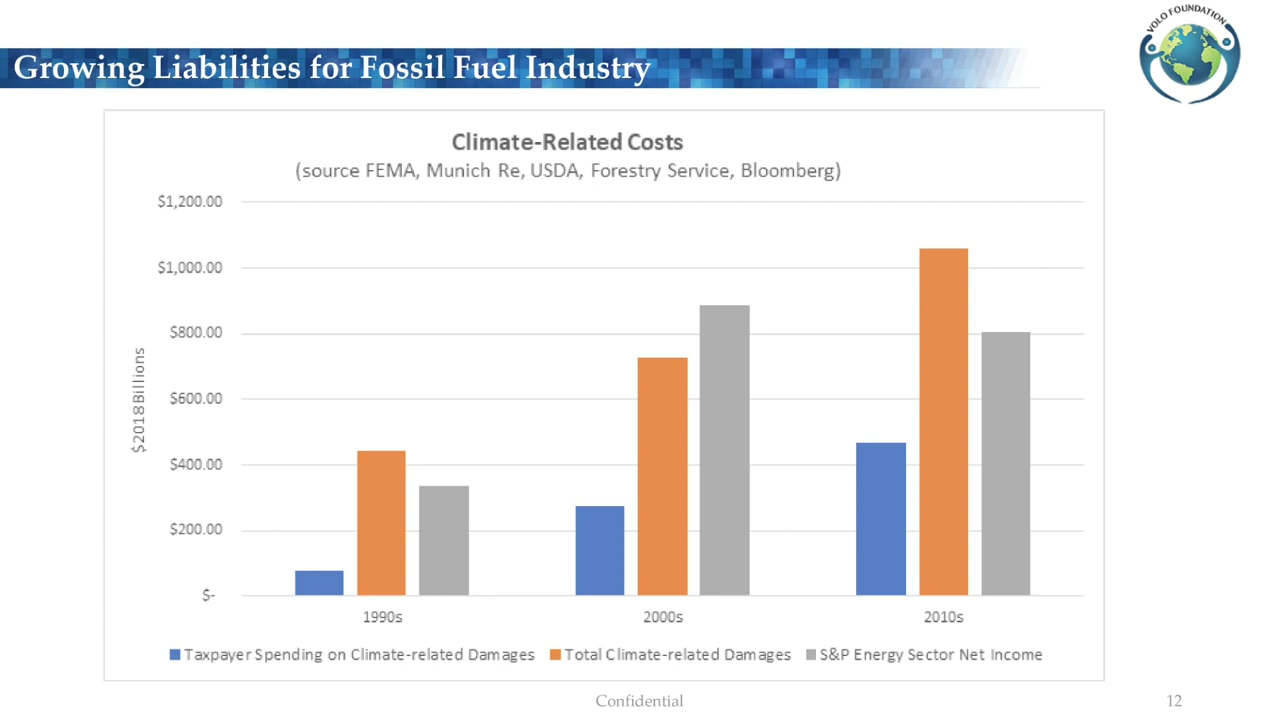 VOLO FOUNDATION
Growing Liabilities for Fossil Fuel Industry
Climate-Related Costs
(source FEMA, Munich Re, USDA, Forestry Service, Bloomberg)
$1,200.00
$1,000.00
$800.00
$600.00
$400.00
$200.00
$-
$2018Billions
1990s 2000s 2010s
Taxpayer Spending on Climate-related Damages Total Climate-related Damages S&P Energy Sector Net Income
Confidential 12